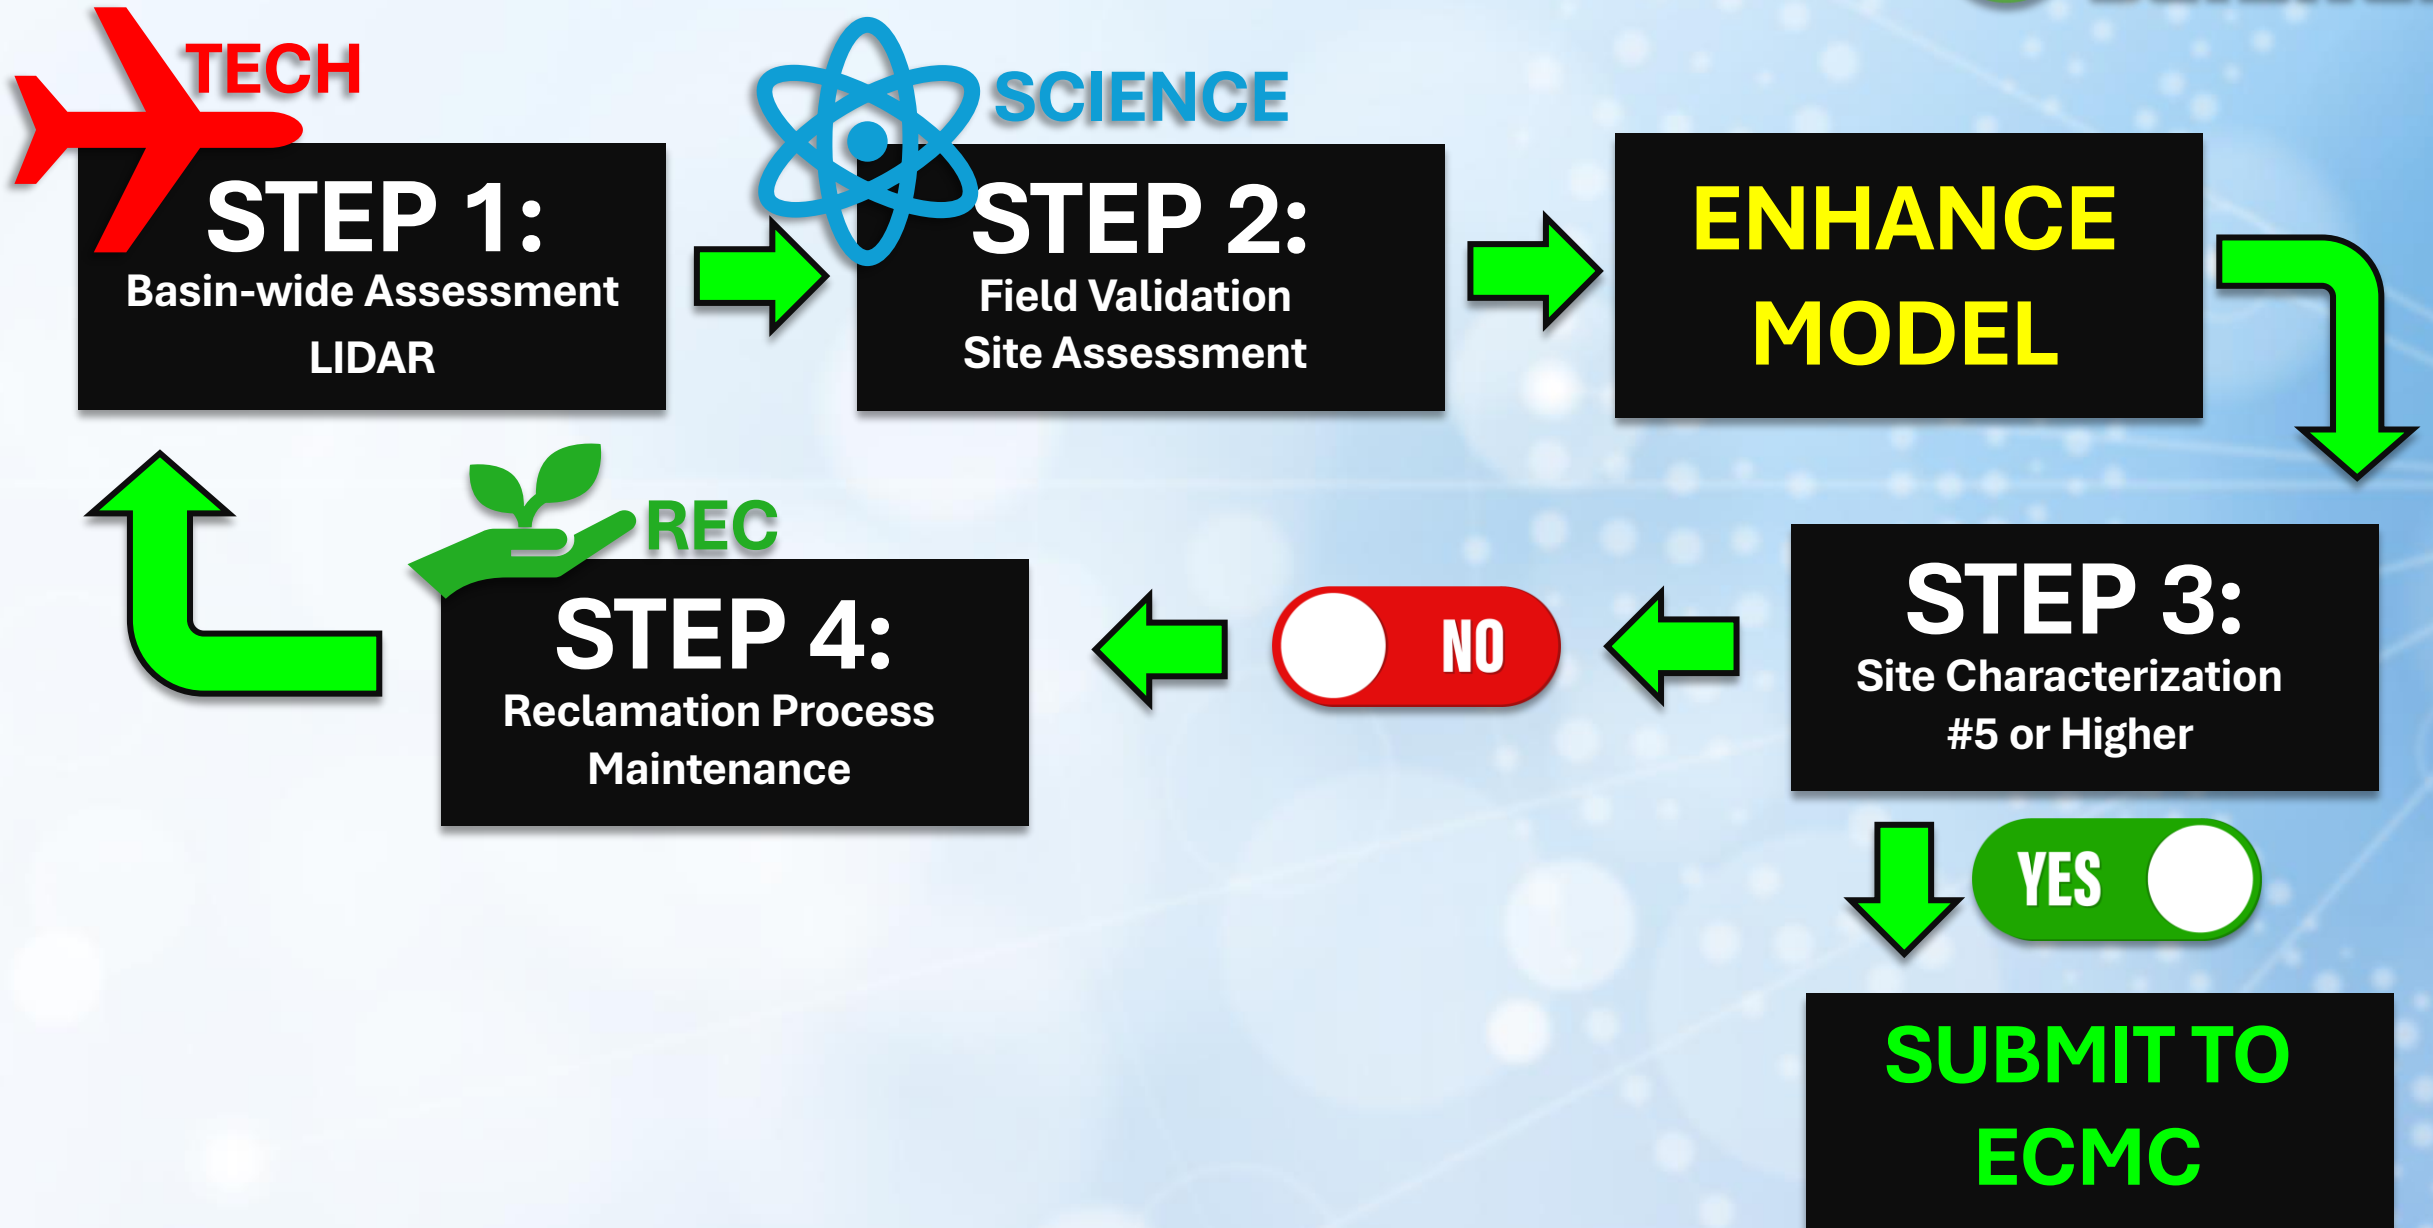 TECH
STEP 1:
Basin-wide Assessment
LIDAR
SCIENCE
STEP 2:
Field Validation
Site Assessment
ENHANCE
MODEL
STEP 3:
Site Characterization
#5 or Higher
NO
REC
STEP 4:
Reclamation Process
Maintenance
YES
SUBMIT TO
ECMC